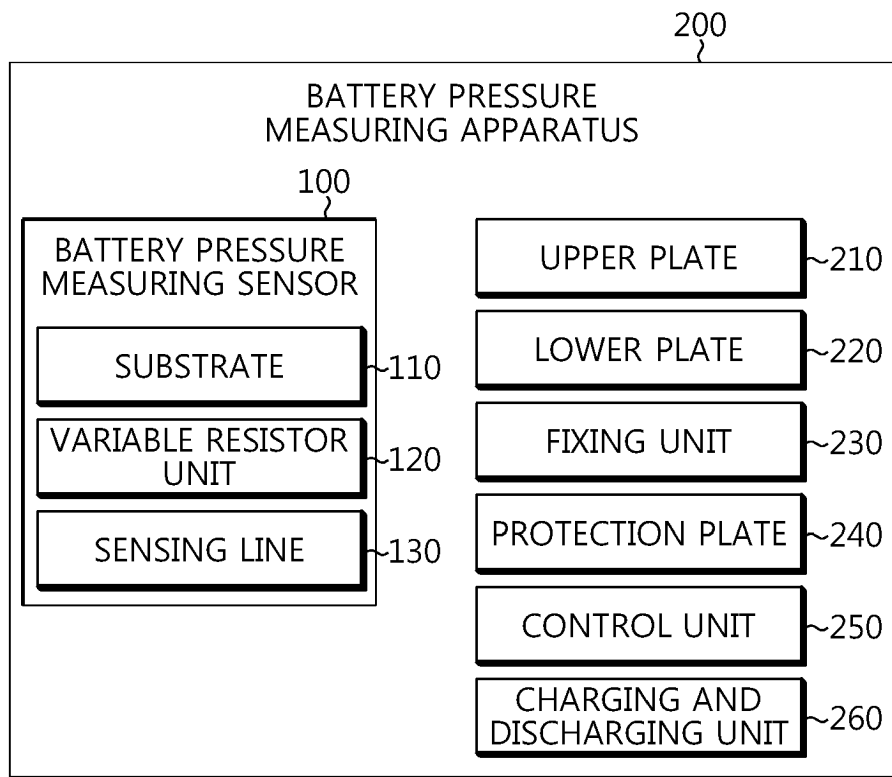 200
BATTERY PRESSURE
MEASURING APPARATUS
100
BATTERY PRESSURE
MEASURING SENSOR
SUBSTRATE
110
VARIABLE RESISTOR
UNIT
120
SENSING LINE
130
UPPER PLATE
210
LOWER PLATE
220
FIXING UNIT
230
PROTECTION PLATE
240
CONTROL UNIT
250
CHARGING AND
DISCHARGING UNIT
260